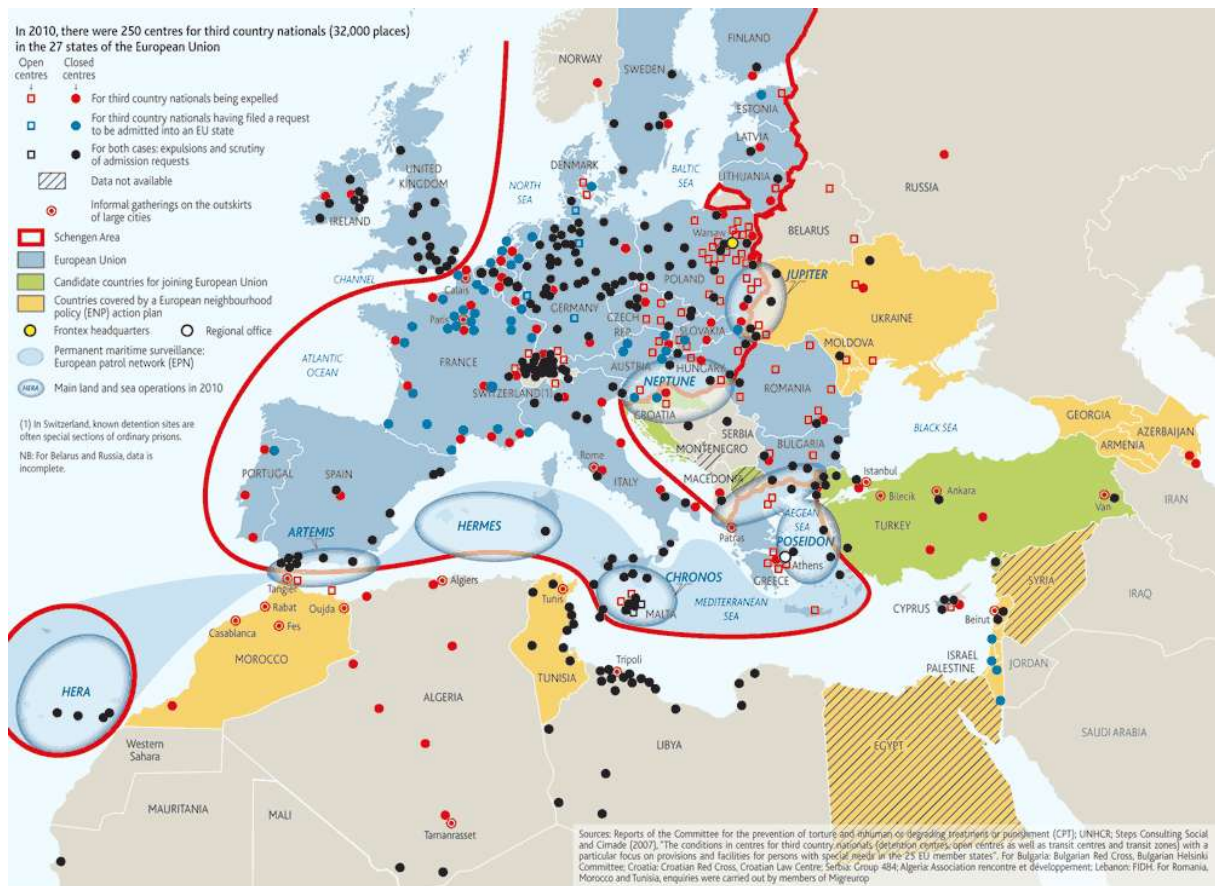 In 2010, there were 250 centres for third country nationals (32,000 places)
in the 27 states of the European Union
Open
centres
Closed
centres
For third country nationals being expelled
For third country nationals having filed a request
to be admitted into an EU state
For both cases: expulsions and scrutiny
of admission requests
Data not available
Informal gatherings on the outskirts
of large cities
Schengen Area
European Union
Candidate countries for joining European Union
Countries covered by a European neighbourhood
policy (ENP) action plan
Frontex headquarters
Regional office
Permanent maritime surveillance:
European patrol network (EPN)
HERA
Main land and sea operations in 2010
(1) In Switzerland, known detention sites are
often special sections of ordinary prisons.
NB: For Belarus and Russia, data is
incomplete.
NORWAY
SWEDEN
FINLAND
ESTONIA
LATVIA
LITHUANIA
RUSSIA
BELARUS
DENMARK
NORTH
SEA
BALTIC
SEA
UNITED
KINGDOM
IRELAND
CHANNEL
Calais
Paris
Warsaw
POLAND
JUPITER
UKRAINE
MOLDOVA
GERMANY
CZECH
REP.
SLOVAKIA
AUSTRIA
HUNGARY
ATLANTIC
OCEAN
FRANCE
SWITZERLAND(1)
NEPTUNE
CROATIA
ROMANIA
SERBIA
MONTENEGRO
BULGARIA
MACEDONIA
BLACK SEA
GEORGIA
AZERBAIJAN
ARMENIA
IRAN
PORTUGAL
SPAIN
Rome
ITALY
Istanbul
Bilecik
Ankara
Van
TURKEY
ARTEMIS
HERMES
Patras
AEGEAN
SEA
POSEIDON
Athens
GREECE
CHRONOS
MALTA
MEDITERRANEAN
SEA
CYPRUS
SYRIA
IRAQ
Beirut
ISRAEL
PALESTINE
JORDAN
Tangier
Rabat
Oujda
Casablanca
Fes
MOROCCO
Algiers
Tunis
TUNISIA
Tripoli
HERA
ALGERIA
LIBYA
EGYPT
SAUDI ARABIA
Western
Sahara
MAURITANIA
MALI
Tamanrasset
Sources: Reports of the Committee for the prevention of torture and inhuman or degrading treatment or punishment (CPT); UNHCR; Steps Consulting Social
and Cimade (2007), "The conditions in centres for third country nationals (detention centres, open centres as well as transit centres and transit zones) with a
particular focus on provisions and facilities for persons with special needs in the 25 EU member states". For Bulgaria: Bulgarian Red Cross, Bulgarian Helsinki
Committee; Croatia: Croatian Red Cross, Croatian Law Centre; Serbia: Group 484; Algeria: Association rencontre et développement; Lebanon: FIDH. For Romania,
Morocco and Tunisia, enquiries were carried out by members of Migreurop